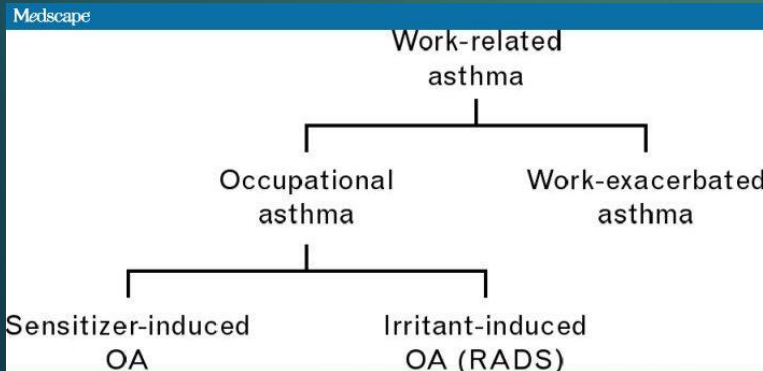 Medscape
Work-related
asthma
Occupational
asthma
Work-exacerbated
asthma
Sensitizer-induced
OA
Irritant-induced
OA (RADS)